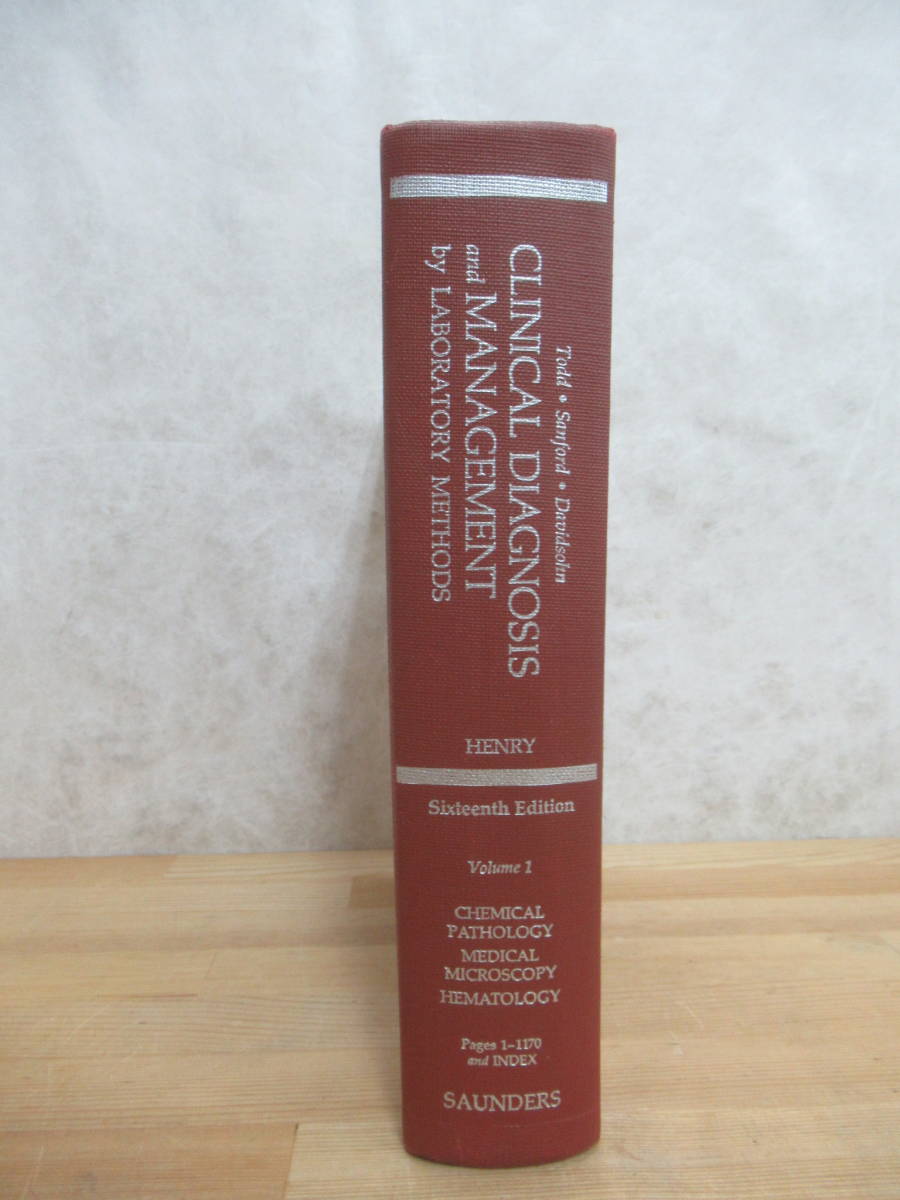 Todd • Sanford • Davidsohn
CLINICAL DIAGNOSIS
and MANAGEMENT
by LABORATORY METHODS
HENRY
Sixteenth Edition
Volume 1
CHEMICAL
PATHOLOGY
MEDICAL
MICROSCOPY
HEMATOLOGY
Pages 1-1170
and INDEX
SAUNDERS